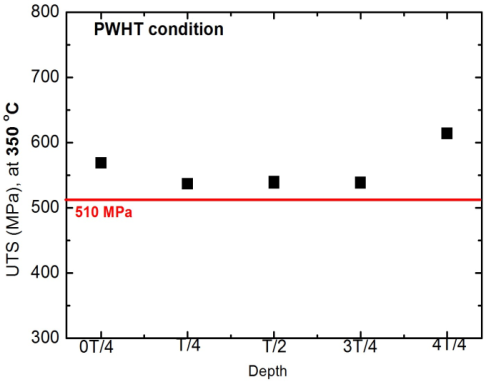 PWHT condition
800
700
600
500
400
300
510 MPa
UTS (MPa), at 350 °C
0T/4 T/4 T/2 3T/4 4T/4
Depth